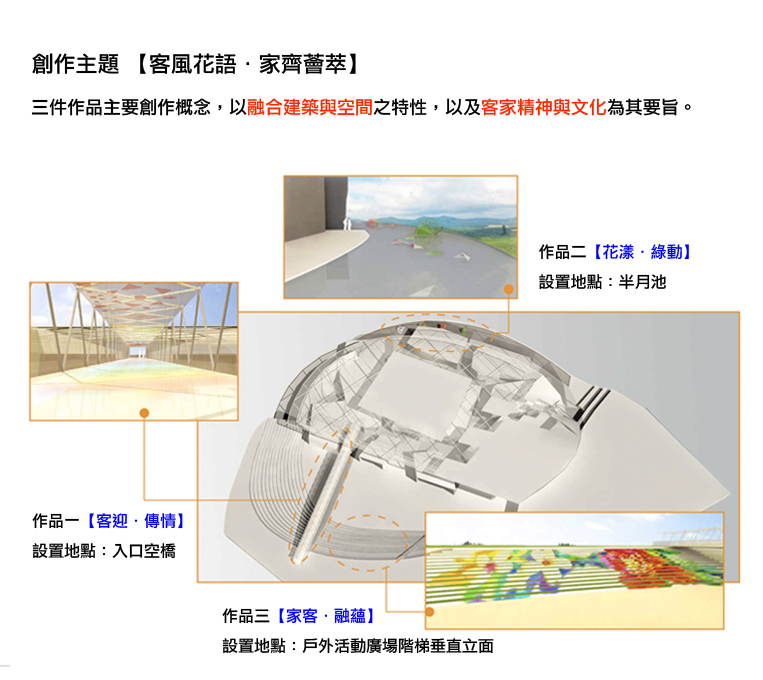 創作主題 【客風花語．家齊薈萃】
三件作品主要創作概念，以融合建築與空間之特性，以及客家精神與文化為其要旨。
作品二【花漾．綠動】
設置地點：半月池
作品一【客迎．傳情】
設置地點：入口空橋
作品三【家客．融蘊】
設置地點：戶外活動廣場階梯垂直立面